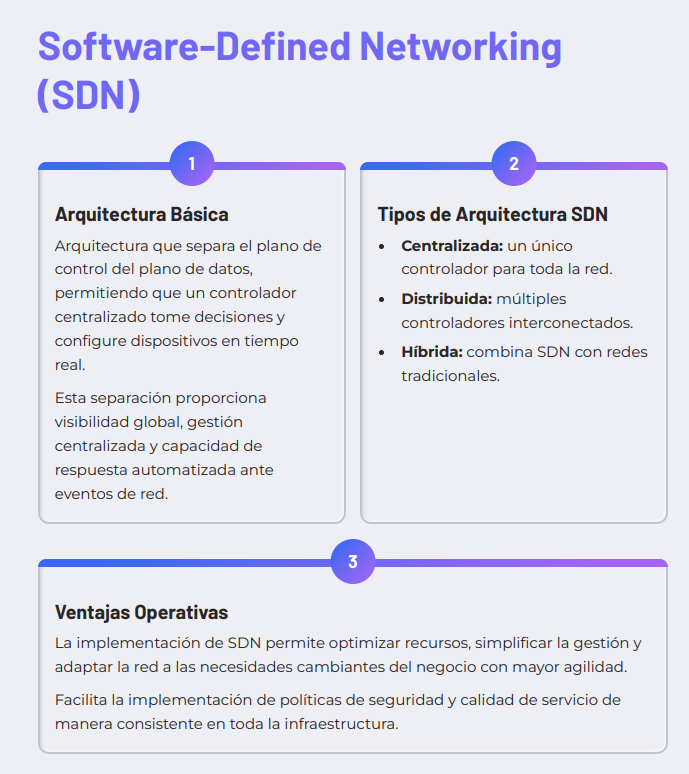 Software-Defined Networking
(SDN)
1
Arquitectura Básica
Arquitectura que separa el plano de
control del plano de datos,
permitiendo que un controlador
centralizado tome decisiones y
configure dispositivos en tiempo
real.
Esta separación proporciona
visibilidad global, gestión
centralizada y capacidad de
respuesta automatizada ante
eventos de red.
2
Tipos de Arquitectura SDN
• Centralizada: un único
controlador para toda la red.
• Distribuida: múltiples
controladores interconectados.
• Híbrida: combina SDN con redes
tradicionales.
3
Ventajas Operativas
La implementación de SDN permite optimizar recursos, simplificar la gestión y
adaptar la red a las necesidades cambiantes del negocio con mayor agilidad.
Facilita la implementación de políticas de seguridad y calidad de servicio de
manera consistente en toda la infraestructura.